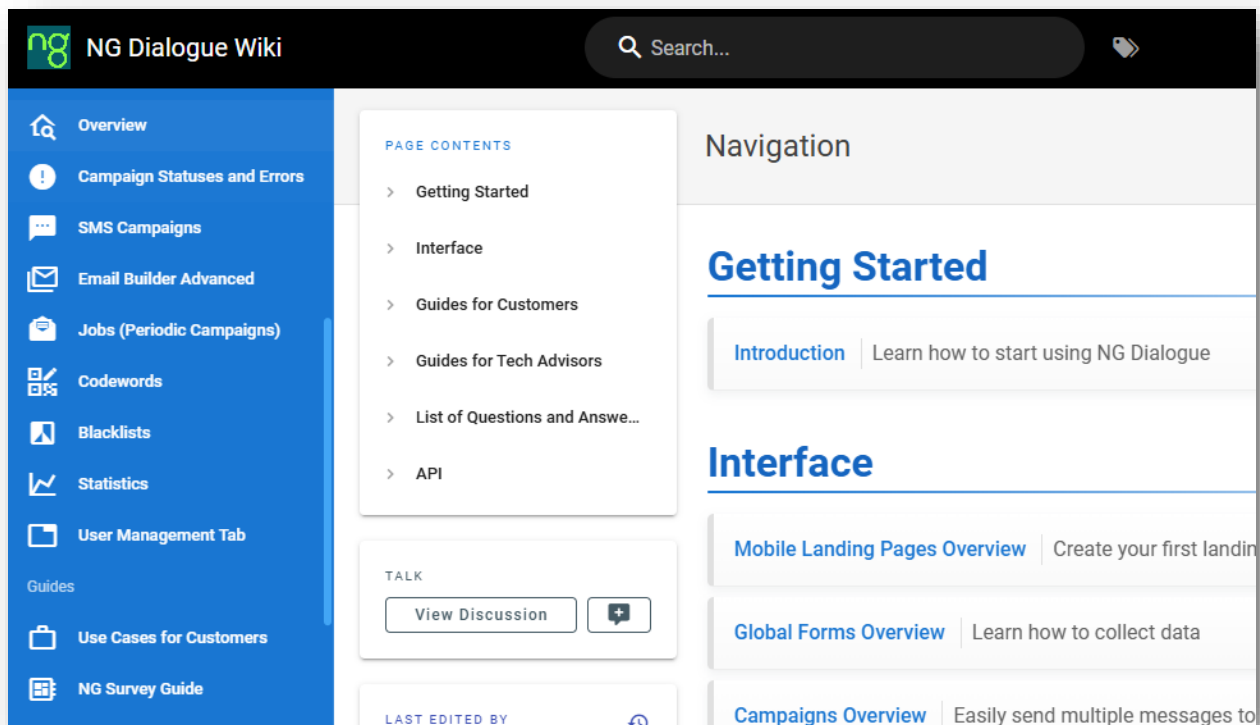 ng NG Dialogue Wiki
Search...
Overview
Campaign Statuses and Errors
SMS Campaigns
Email Builder Advanced
Jobs (Periodic Campaigns)
Codewords
Blacklists
Statistics
User Management Tab
Guides
Use Cases for Customers
NG Survey Guide
PAGE CONTENTS
Getting Started
Interface
Guides for Customers
Guides for Tech Advisors
List of Questions and Answe...
API
TALK
View Discussion
LAST EDITED BY
Navigation
Getting Started
Introduction Learn how to start using NG Dialogue
Interface
Mobile Landing Pages Overview Create your first landin
Global Forms Overview Learn how to collect data
Campaigns Overview Easily send multiple messages to